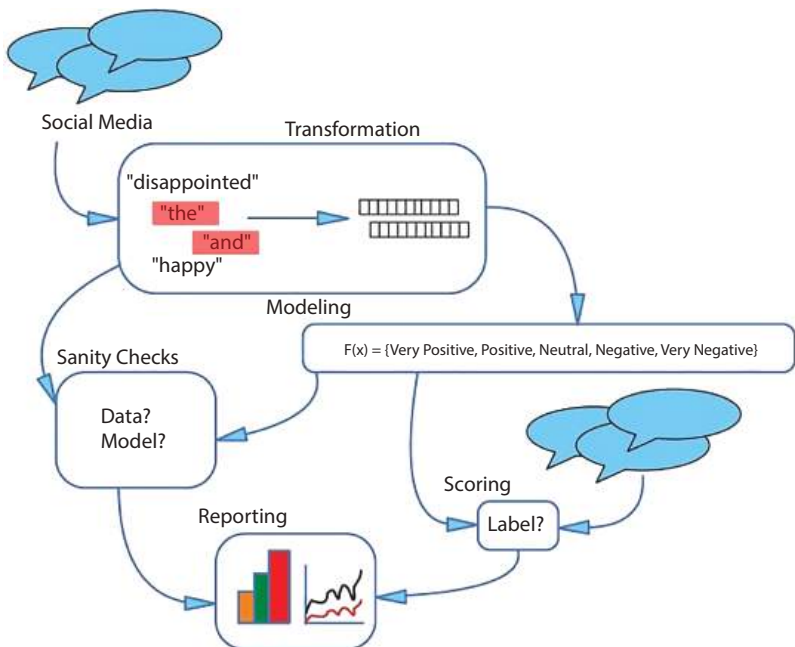 Social Media
Transformation
"disappointed"
"the"
"and"
"happy"
Modeling
F(x) = {Very Positive, Positive, Neutral, Negative, Very Negative}
Sanity Checks
Data?
Model?
Scoring
Label?
Reporting